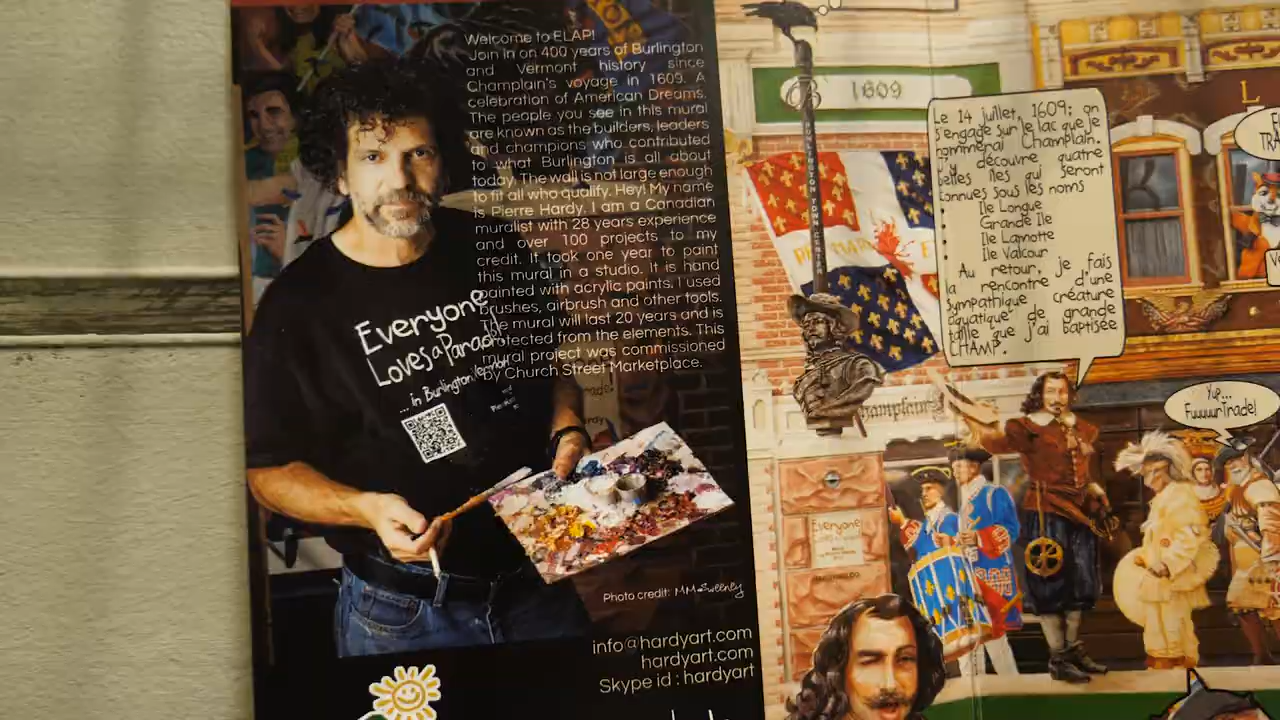 Welcome to ELAP!
Join in on 400 years of Burlington
and Vermont history since
Champlain's voyage in 1609. A
celebration of American Dreams.
The people you see in this mural
are known as the builders, leaders
and champions who contributed
to what Burlington is all about
today. The wall is not large enough
to fit all who qualify. Hey! My name
is Pierre Hardy. I am a Canadian
muralist with 28 years experience
and over 100 projects to my
credit. It took one year to paint
this mural in a studio. It is hand
painted with acrylic paints. I used
brushes, airbrush and other tools.
The mural will last 20 years and is
protected from the elements. This
mural project was commissioned
by Church Street Marketplace.
Everyone
Loves a Parade!
... in Burlington, Vermont
Photo credit: MMSweeney
info@hardyart.com
hardyart.com
Skype id : hardyart
1609
BURLINGTON TOWN CENTER
Le 14 juillet, 1609; on
s'engage sur le lac que je
nommerai Champlain.
Je découvre quatre
belles îles qui seront
connues sous les noms
Ile Longue
Grande Ile
Ile Lamotte
Ile Valcour
Au retour, je fais
la rencontre d'une
sympathique créature
aquatique de grande
taille que j'ai baptisée
CHAMP.
L
Champlain
Yup...
FuuuurTrade!
Everyone